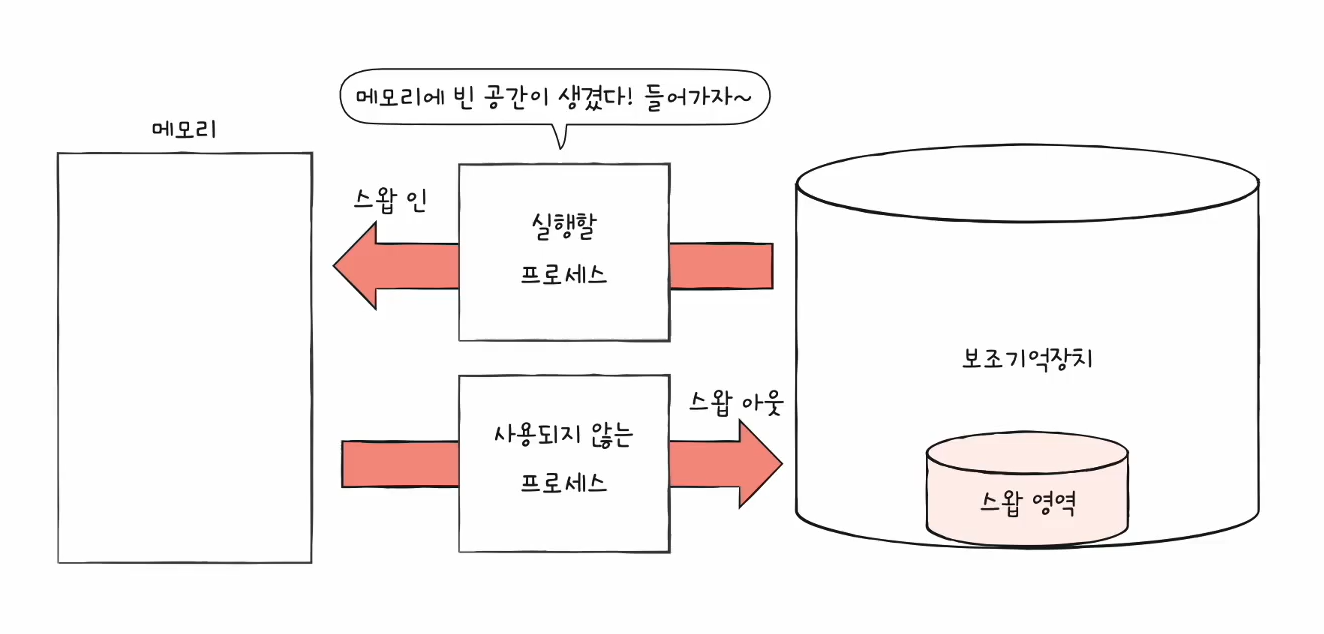 메모리에 빈 공간이 생겼다! 들어가자~
메모리
스왑 인
실행할
프로세스
보조기억장치
스왑 아웃
사용되지 않는
프로세스
스왑 영역